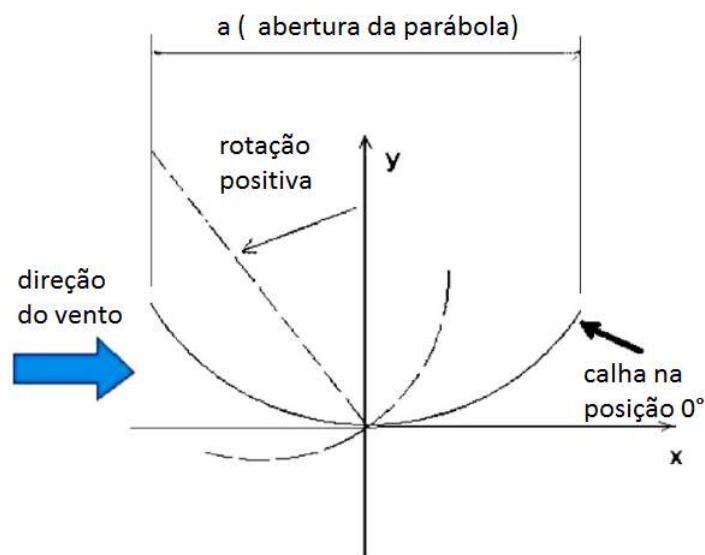 a ( abertura da parábola)
rotação
positiva
y
direção
do vento
calha na
posição 0°
x